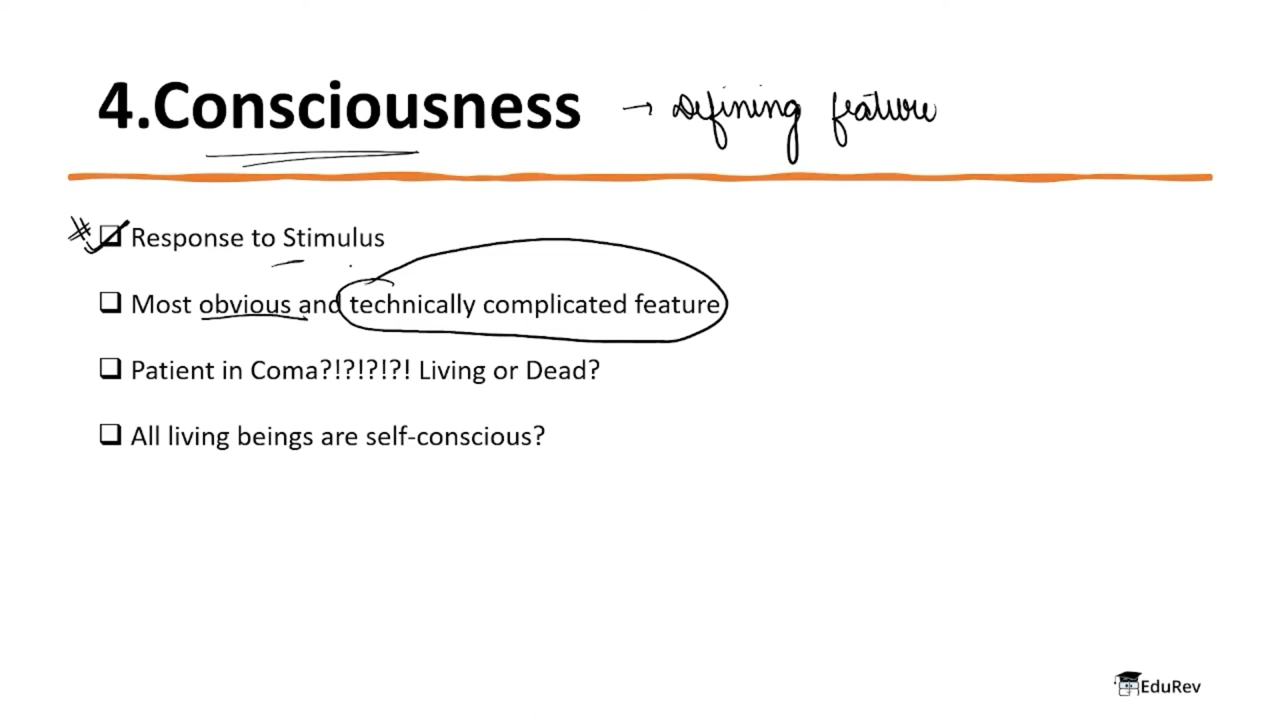 4.Consciousness → Defining feature
Response to Stimulus
Most obvious and technically complicated feature
Patient in Coma?!?!?!?! Living or Dead?
All living beings are self-conscious?
EduRev